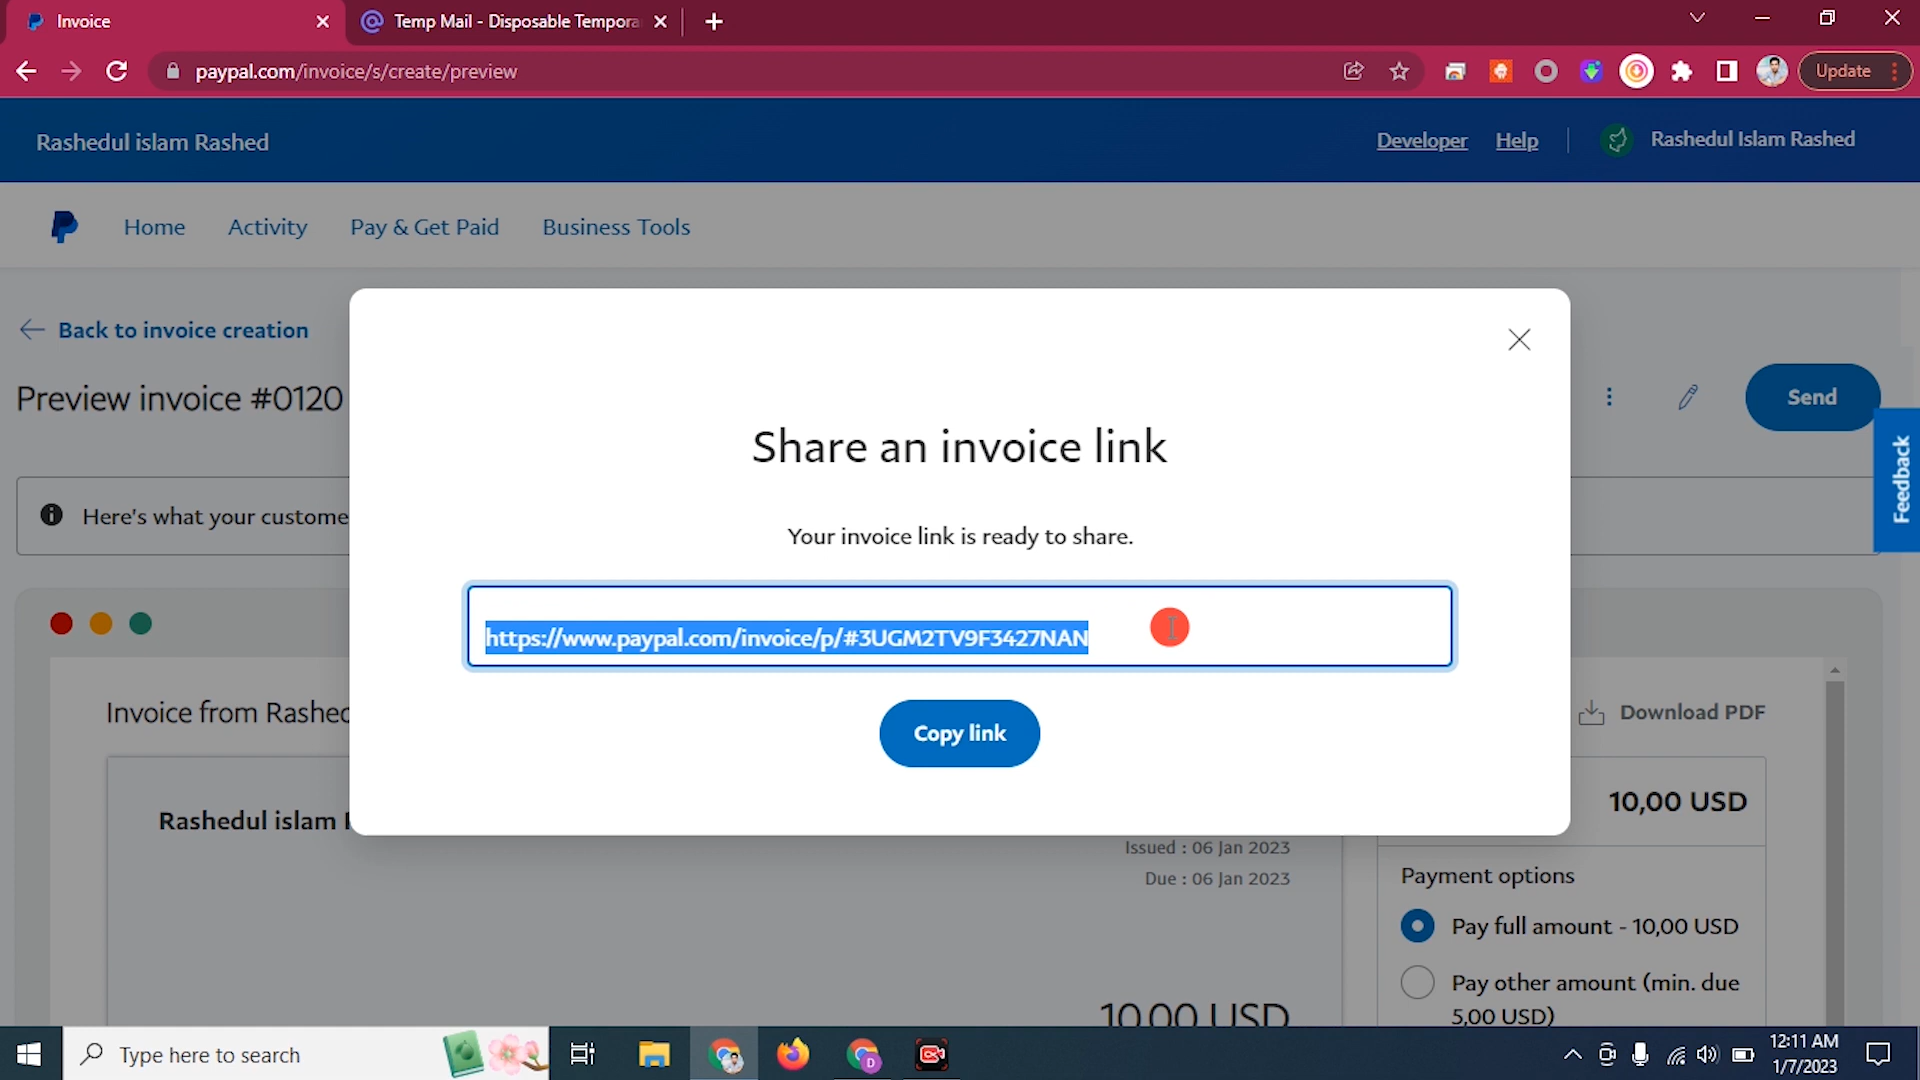 Invoice
Temp Mail - Disposable Tempora
paypal.com/invoice/s/create/preview
Update
Rashedul islam Rashed
Developer
Help
Rashedul Islam Rashed
Home
Activity
Pay & Get Paid
Business Tools
Back to invoice creation
Preview invoice #0120
Send
Feedback
Here's what your custome
Share an invoice link
Your invoice link is ready to share.
https://www.paypal.com/invoice/p/#3UGM2TV9F3427NAN
Copy link
Invoice from Rashed
Download PDF
Rashedul islam
Issued : 06 Jan 2023
Due : 06 Jan 2023
10,00 USD
10,00 USD
Payment options
Pay full amount - 10,00 USD
Pay other amount (min. due
5,00 USD)
Type here to search
12:11 AM
1/7/2023